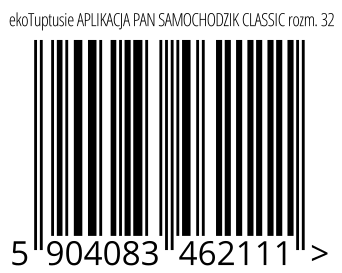 ekoTuptusie APLIKACJA PAN SAMOCHODZIK CLASSIC rozm. 32
5 904083 462111 >